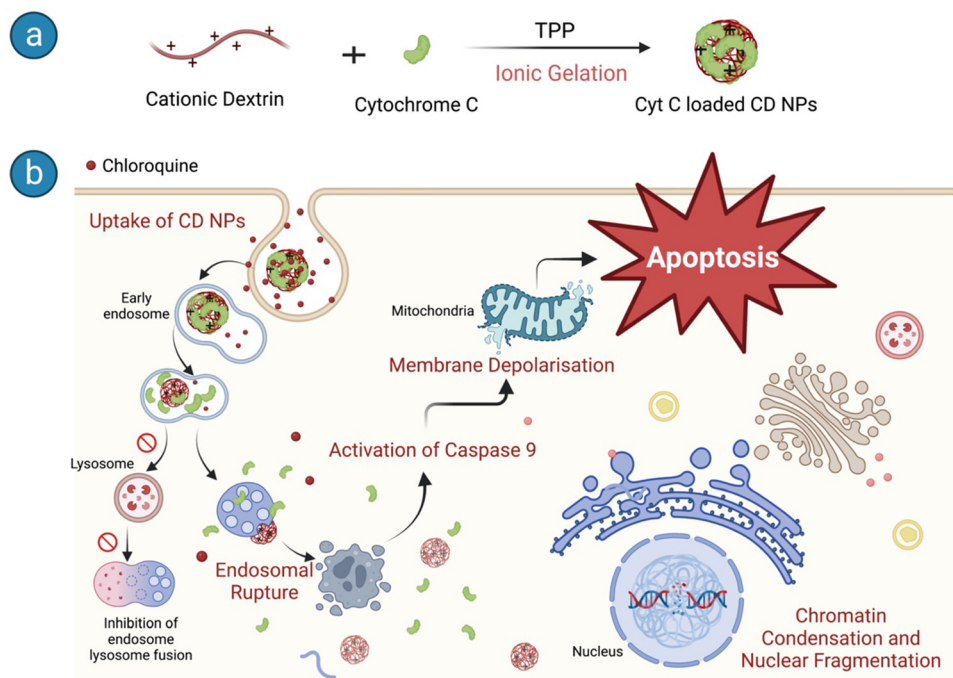 a
TPP
Ionic Gelation
Cationic Dextrin
Cytochrome C
Cyt C loaded CD NPs
b
Chloroquine
Uptake of CD NPs
Early
endosome
Lysosome
Inhibition of
endosome
lysosome fusion
Endosomal
Rupture
Activation of Caspase 9
Membrane Depolarisation
Mitochondria
Apoptosis
Nucleus
Chromatin
Condensation and
Nuclear Fragmentation